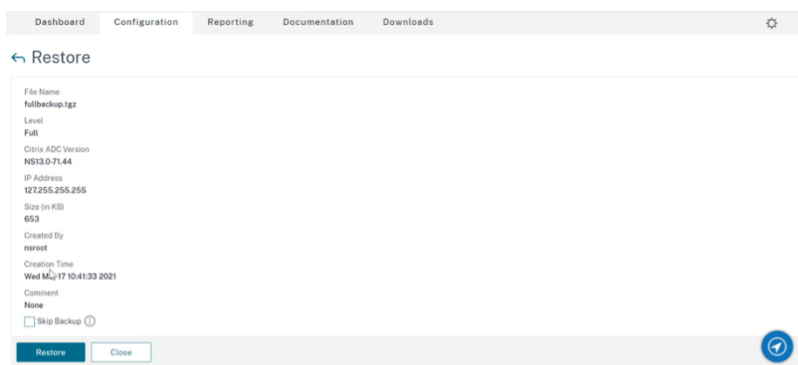 Dashboard Configuration Reporting Documentation Downloads
Restore
File Name
fullbackup.tgz
Level
Full
Citrix ADC Version
NS13.0-71.44
IP Address
127.255.255.255
Size (in KB)
653
Created By
nsroot
Creation Time
Wed 17 10:41:33 2021
Comment
None
Skip Backup
Restore Close